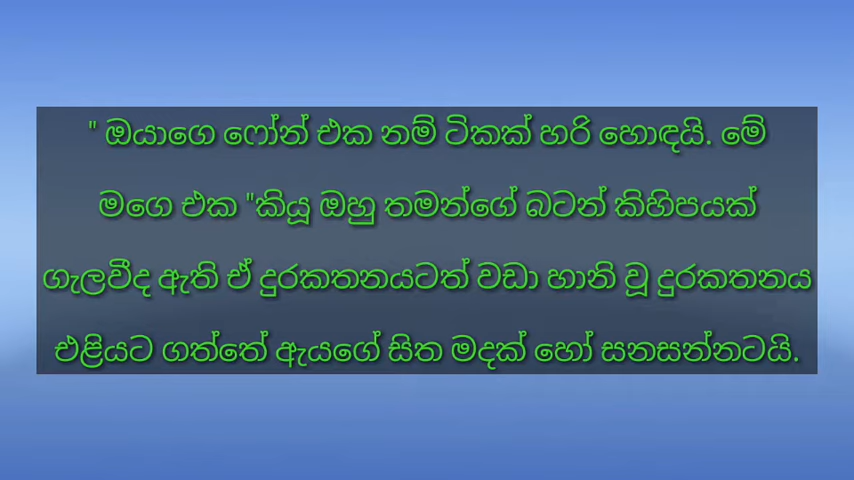 " ඔයාගෙ ෆෝන් එක නම් ටිකක් හරි හොඳයි. මේ
මගෙ එක "කියූ ඔහු තමන්ගේ බටන් කිහිපයක්
ගැලවීද ඇති ඒ දුරකතනයටත් වඩා හානි වූ දුරකතනය
එළියට ගත්තේ ඇයගේ සිත මදක් හෝ සනසන්නටයි.